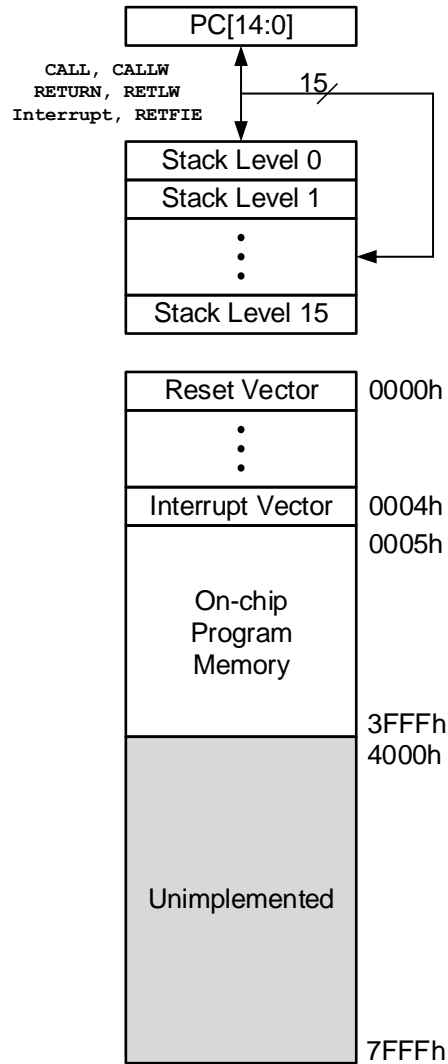 PC[14:0]
CALL, CALLW
RETURN, RETLW
Interrupt, RETFIE
15
Stack Level 0
Stack Level 1
Stack Level 15
Reset Vector
0000h
Interrupt Vector
0004h
0005h
On-chip
Program
Memory
3FFFh
4000h
Unimplemented
7FFFh